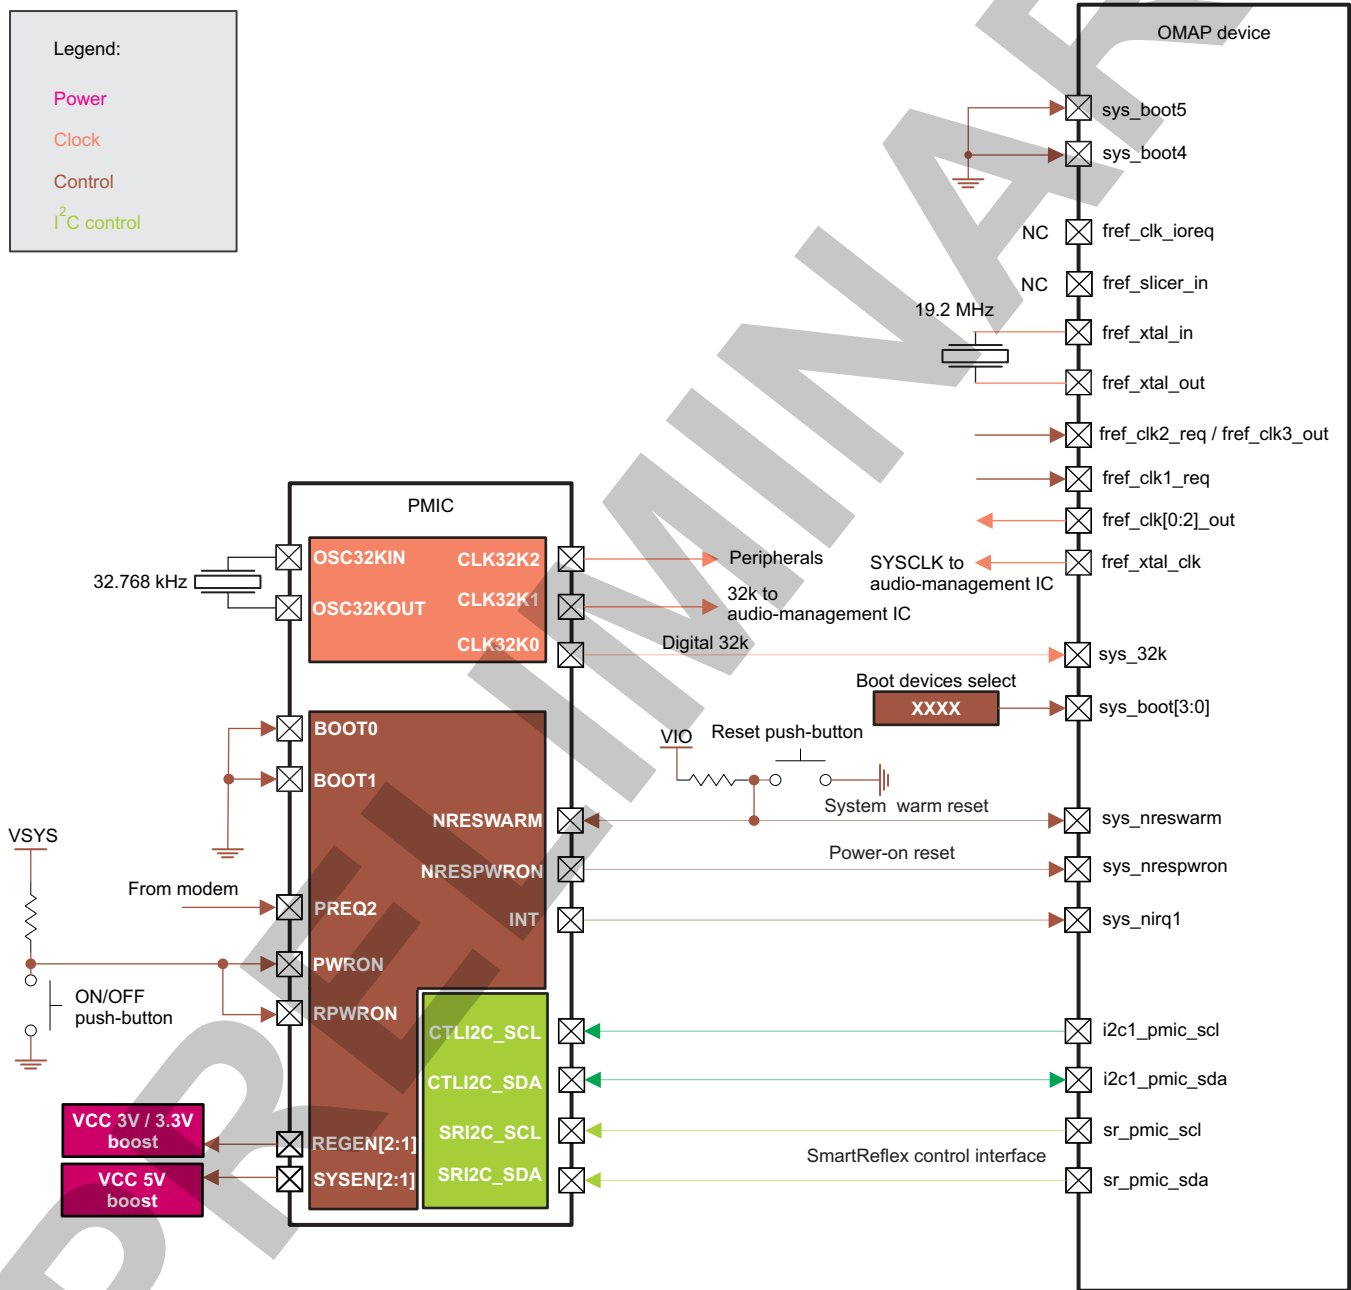 Legend:
Power
Clock
Control
I2C control
OMAP device
sys_boot5
sys_boot4
NC
fref_clk_ioreq
NC
fref_slicer_in
19.2 MHz
fref_xtal_in
fref_xtal_out
fref_clk2_req / fref_clk3_out
fref_clk1_req
fref_clk[0:2]_out
SYSCLK to
audio-management IC
fref_xtal_clk
PMIC
32.768 kHz
OSC32KIN
OSC32KOUT
CLK32K2
CLK32K1
CLK32K0
Peripherals
32k to
audio-management IC
Digital 32k
sys_32k
Boot devices select
XXXX
sys_boot[3:0]
BOOT0
BOOT1
VIO
Reset push-button
System warm reset
NRESWARM
sys_nreswarm
Power-on reset
NRESPWRON
sys_nrespwron
INT
sys_nirq1
VSYS
From modem
PREQ2
PWRON
RPWRON
ON/OFF
push-button
CTLI2C_SCL
i2c1_pmic_scl
CTLI2C_SDA
i2c1_pmic_sda
SRI2C_SCL
sr_pmic_scl
SmartReflex control interface
SRI2C_SDA
sr_pmic_sda
VCC 3V / 3.3V
boost
REGEN[2:1]
VCC 5V
boost
SYSEN[2:1]
PRELIMINAR